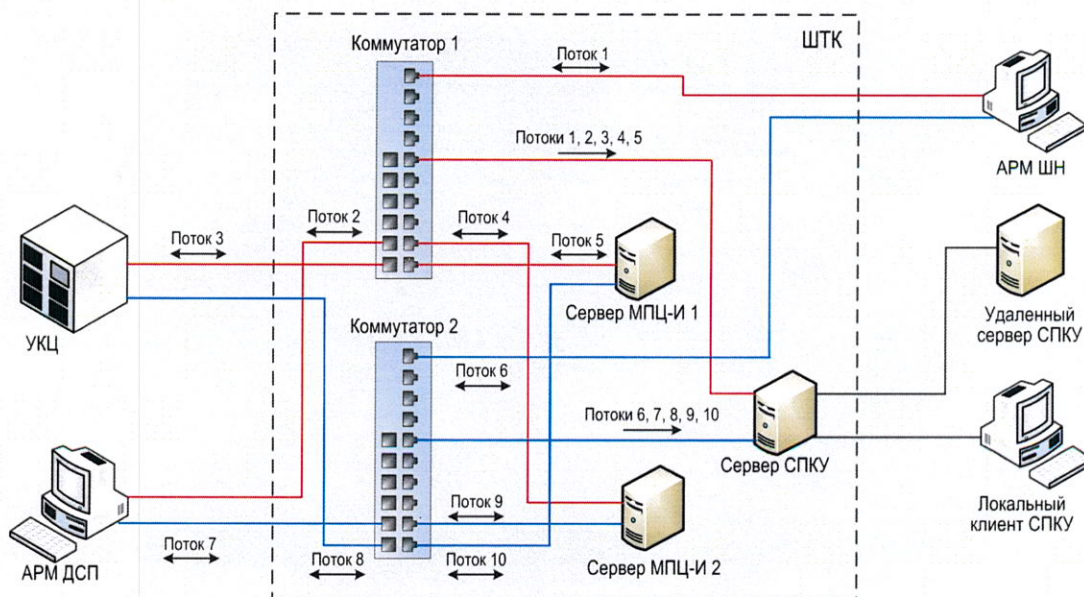 Коммутатор 1
ШТК
Поток 1
Потоки 1, 2, 3, 4, 5
АРМ ШН
Поток 2
Поток 4
Поток 3
Поток 5
Сервер МПЦ-И 1
УКЦ
Коммутатор 2
Удаленный
сервер СПКУ
Поток 6
Потоки 6, 7, 8, 9, 10
Сервер СПКУ
Поток 9
Локальный
клиент СПКУ
Поток 7
АРМ ДСП
Поток 8
Поток 10
Сервер МПЦ-И 2